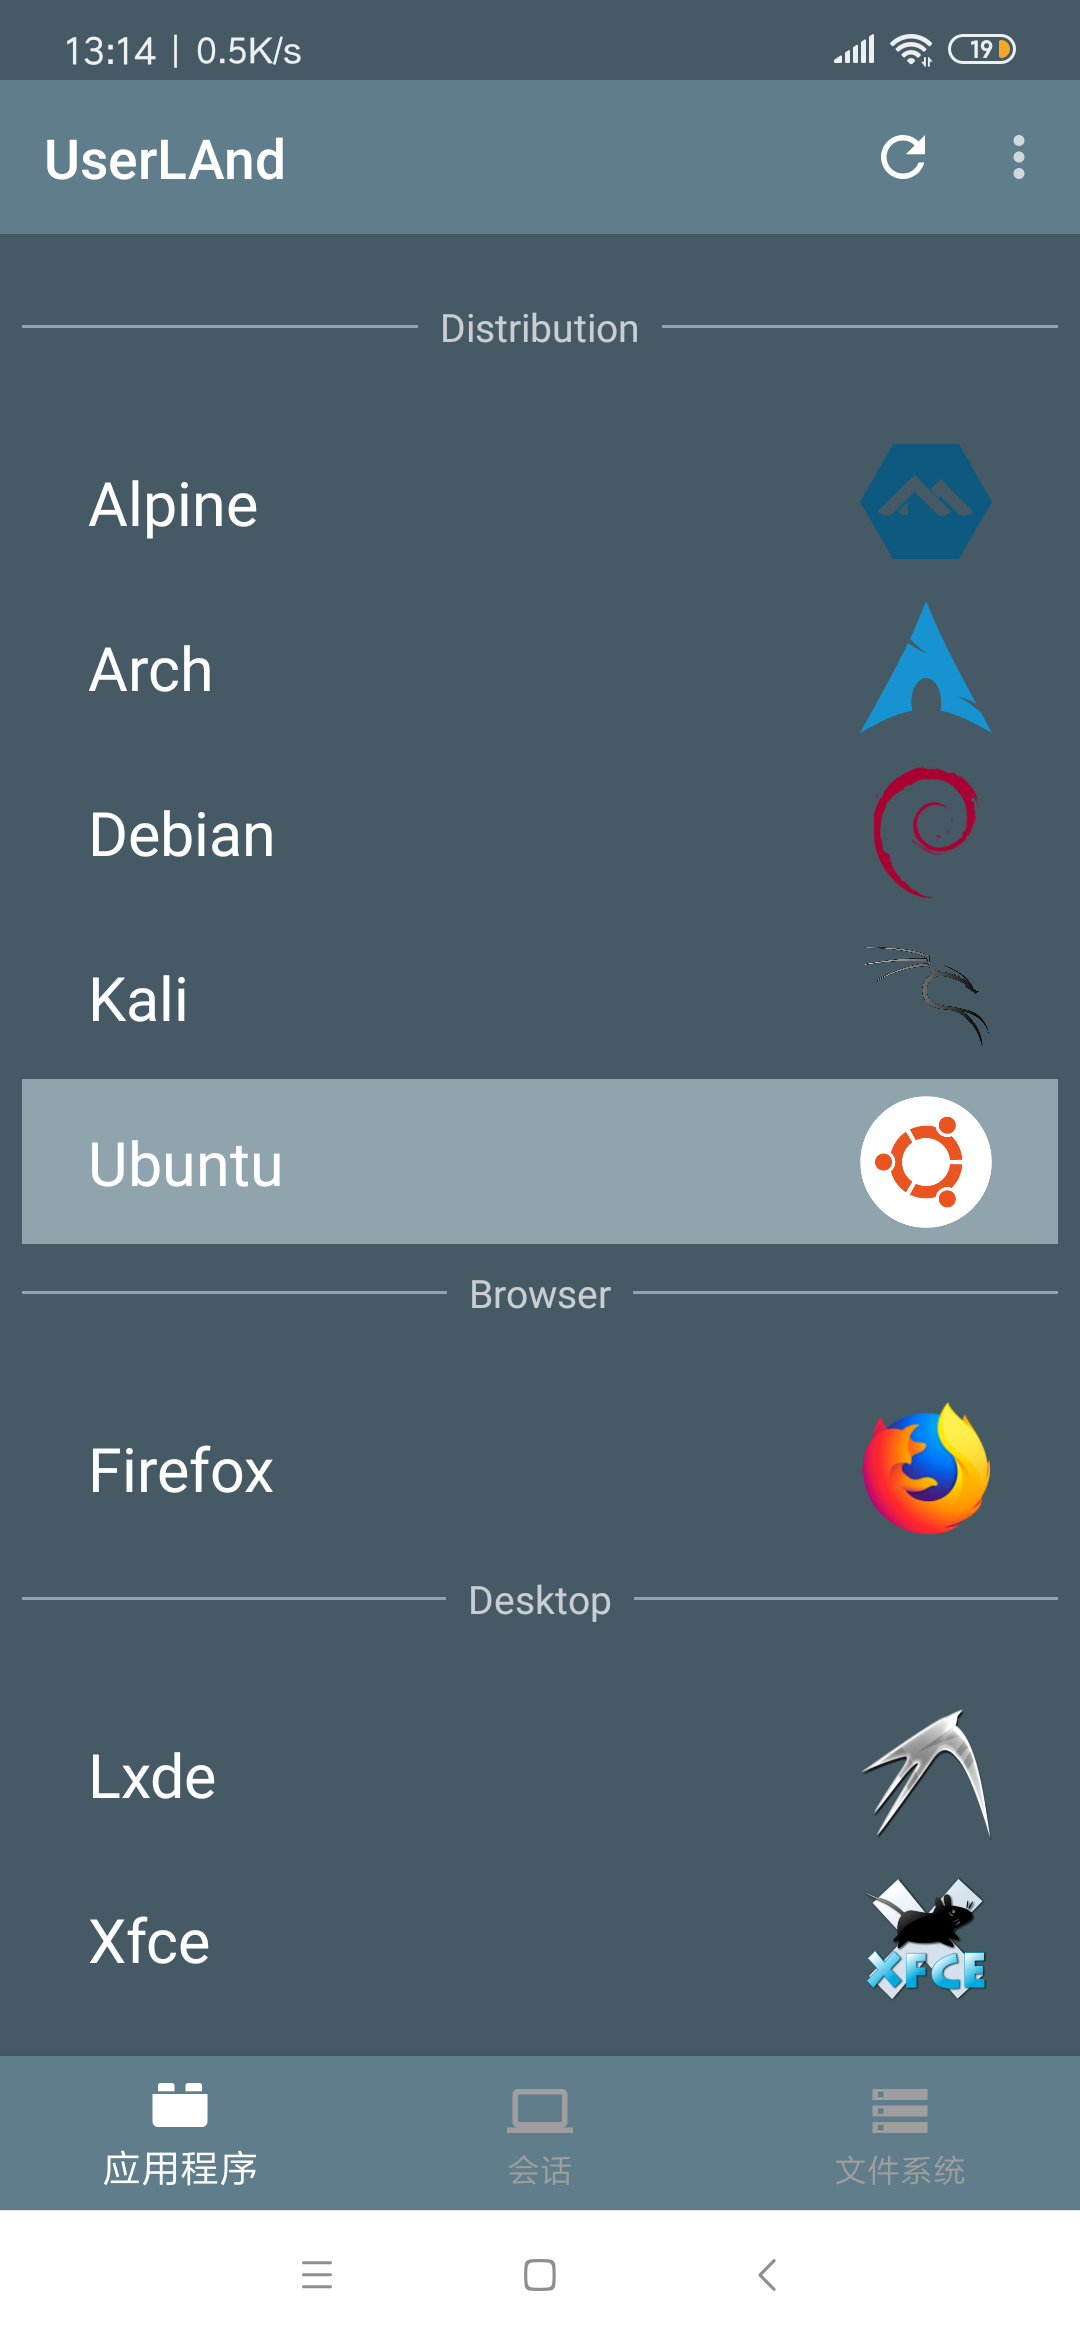 13:14 | 0.5K/s 19
UserLAnd
Distribution
Alpine
Arch
Debian
Kali
Ubuntu
Browser
Firefox
Desktop
Lxde
Xfce
XFCE
应用程序 会话 文件系统